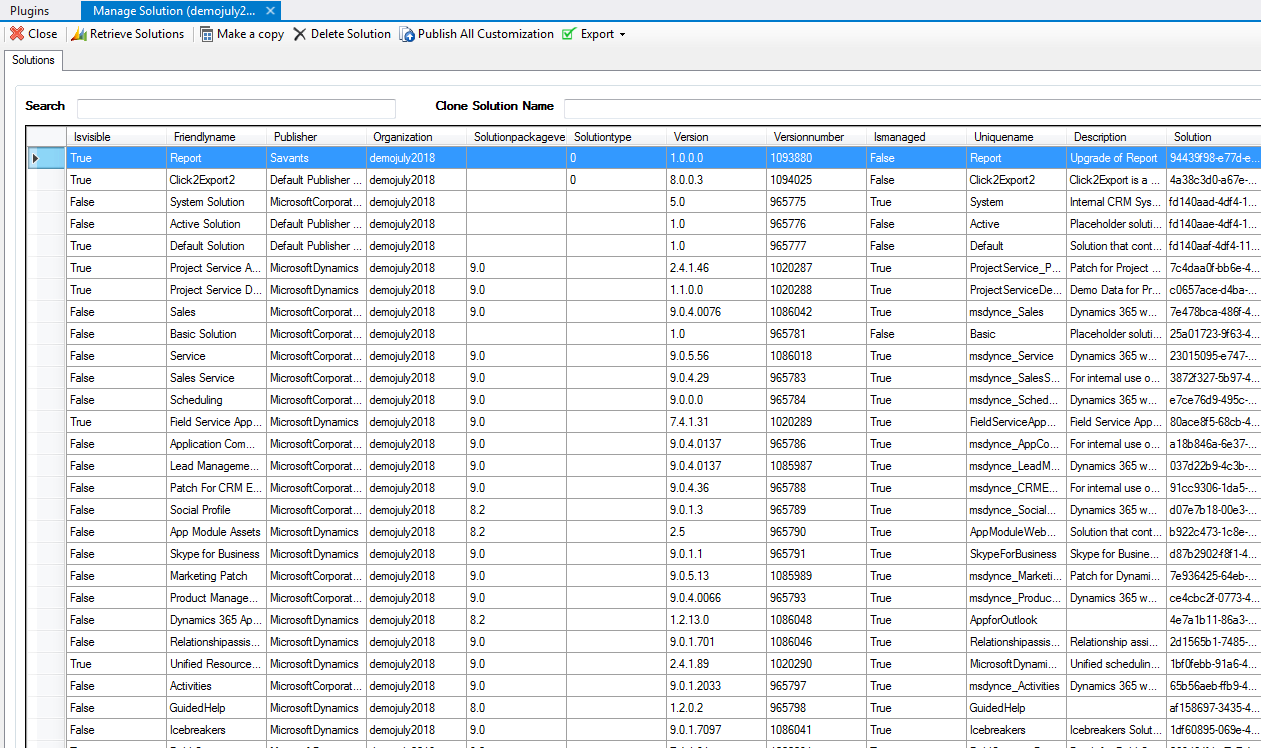 Plugins Manage Solution (demojuly2... ✕
Close Retrieve Solutions Make a copy Delete Solution Publish All Customization Export
Solutions
Search Clone Solution Name
Isvisible Friendlyname Publisher Organization Solutionpackageve Solutiontype Version Versionnumber Ismanaged Uniquename Description Solution
True Report Savants demojuly2018 0 1.0.0.0 1093880 False Report Upgrade of Report 94439f98-e77d-e...
True Click2Export2 Default Publisher ... demojuly2018 0 8.0.0.3 1094025 False Click2Export2 Click2Export is a ... 4a38c3d0-a67e-...
False System Solution MicrosoftCorporat... demojuly2018 5.0 965775 True System Internal CRM Sys... fd140aad-4df4-1...
False Active Solution Default Publisher ... demojuly2018 1.0 965776 False Active Placeholder soluti... fd140aae-4df4-1...
True Default Solution Default Publisher ... demojuly2018 1.0 965777 False Default Solution that cont... fd140aaf-4df4-11...
True Project Service A... MicrosoftDynamics demojuly2018 9.0 2.4.1.46 1020287 True ProjectService_P... Patch for Project ... 7c4daa0f-bb6e-4...
True Project Service D... MicrosoftDynamics demojuly2018 9.0 1.1.0.0 1020288 True ProjectServiceDe... Demo Data for Pr... c0657ace-d4ba-...
False Sales MicrosoftCorporat... demojuly2018 9.0 9.0.4.0076 1086042 True msdynce_Sales Dynamics 365 w... 7e478bca-486f-4...
False Basic Solution MicrosoftCorporat... demojuly2018 1.0 965781 False Basic Placeholder soluti... 25a01723-9f63-4...
False Service MicrosoftCorporat... demojuly2018 9.0 9.0.5.56 1086018 True msdynce_Service Dynamics 365 w... 23015095-e747-...
False Sales Service MicrosoftCorporat... demojuly2018 9.0 9.0.4.29 965783 True msdynce_SalesS... For internal use o... 3872f327-5b97-4...
False Scheduling MicrosoftCorporat... demojuly2018 9.0 9.0.0.0 965784 True msdynce_Sched... Dynamics 365 w... e7ce76d9-495c-...
True Field Service App... MicrosoftDynamics demojuly2018 9.0 7.4.1.31 1020289 True FieldServiceApp... Field Service App... 80ace8f5-68cb-4...
False Application Com... MicrosoftCorporat... demojuly2018 9.0 9.0.4.0137 965786 True msdynce_AppCo... For internal use o... a18b846a-6e37-...
False Lead Manageme... MicrosoftCorporat... demojuly2018 9.0 9.0.4.0137 1085987 True msdynce_LeadM... Dynamics 365 w... 037d22b9-4c3b-...
False Patch For CRM E... MicrosoftCorporat... demojuly2018 9.0 9.0.4.36 965788 True msdynce_CRME... For internal use o... 91cc9306-1da5-...
False Social Profile MicrosoftCorporat... demojuly2018 8.2 9.0.1.3 965789 True msdynce_Social... Dynamics 365 w... d07e7b18-00e3-...
False App Module Assets MicrosoftDynamics demojuly2018 8.2 2.5 965790 True AppModuleWeb... Solution that cont... b922c473-1c8e-...
False Skype for Business MicrosoftDynamics demojuly2018 9.0 9.0.1.1 965791 True SkypeForBusiness Skype for Busine... d87b2902-f8f1-4...
False Marketing Patch MicrosoftCorporat... demojuly2018 9.0 9.0.5.13 1085989 True msdynce_Marketi... Patch for Dynami... 7e936425-64eb-...
False Product Manage... MicrosoftCorporat... demojuly2018 9.0 9.0.4.0066 965793 True msdynce_Produc... Dynamics 365 w... ce4cbc2f-0773-4...
False Dynamics 365 Ap... MicrosoftDynamics demojuly2018 8.2 1.2.13.0 1086048 True AppforOutlook 4e7a1b11-86a3-...
False Relationshipassis... MicrosoftDynamics demojuly2018 9.0 9.0.1.701 1086046 True Relationshipassis... Relationship assi... 2d1565b1-7485-...
True Unified Resource... MicrosoftDynamics demojuly2018 9.0 2.4.1.89 1020290 True MicrosoftDynami... Unified schedulin... 1bf0febb-91a6-4...
False Activities MicrosoftCorporat... demojuly2018 9.0 9.0.1.2033 965797 True msdynce_Activities Dynamics 365 w... 65b56aeb-ffb9-4...
False GuidedHelp MicrosoftDynamics demojuly2018 8.0 1.2.0.2 965798 True GuidedHelp af158697-3435-4...
False Icebreakers MicrosoftDynamics demojuly2018 9.0 9.0.1.7097 1086041 True Icebreakers Icebreakers Solut... 1df60895-069e-4...